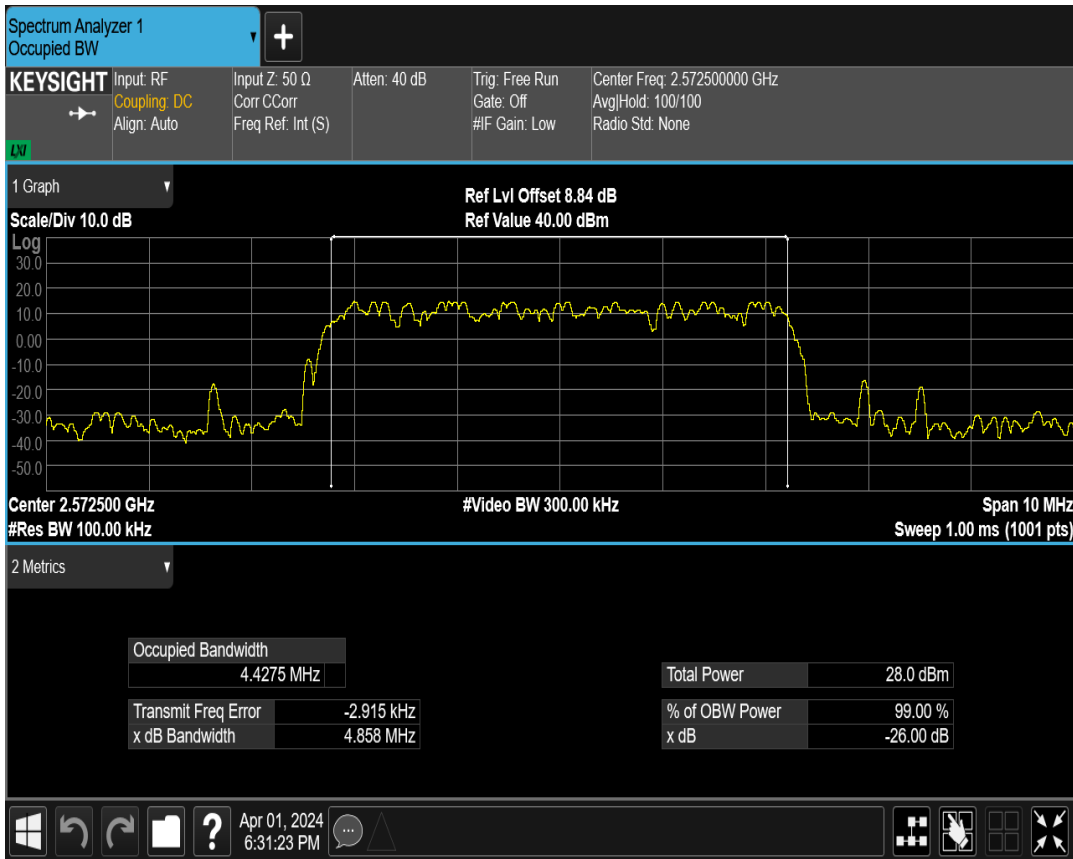 Spectrum Analyzer 1
Occupied BW
KEYSIGHT
LXI
Input: RF
Coupling: DC
Align: Auto
Input Z: 50 Ω
Corr CCorr
Freq Ref: Int (S)
Atten: 40 dB
Trig: Free Run
Gate: Off
#IF Gain: Low
Center Freq: 2.572500000 GHz
Avg|Hold: 100/100
Radio Std: None
1 Graph
Scale/Div 10.0 dB
Ref Lvl Offset 8.84 dB
Ref Value 40.00 dBm
Log
30.0
20.0
10.0
0.00
-10.0
-20.0
-30.0
-40.0
-50.0
Center 2.572500 GHz
#Video BW 300.00 kHz
Span 10 MHz
#Res BW 100.00 kHz
Sweep 1.00 ms (1001 pts)
2 Metrics
Occupied Bandwidth
4.4275 MHz
Total Power 28.0 dBm
Transmit Freq Error -2.915 kHz
% of OBW Power 99.00 %
x dB Bandwidth 4.858 MHz
x dB -26.00 dB
?
Apr 01, 2024
6:31:23 PM